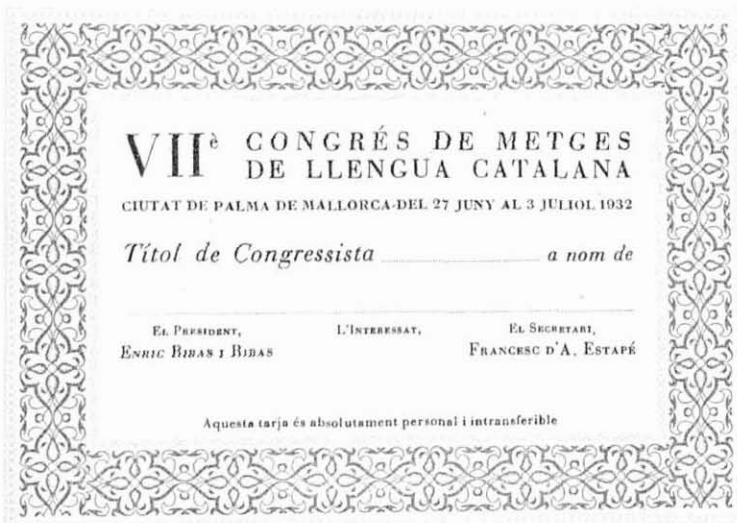 VIIè CONGRÉS DE METGES
DE LLENGUA CATALANA
CIUTAT DE PALMA DE MALLORCA-DEL 27 JUNY AL 3 JULIOL 1932
Títol de Congressista ........................ a nom de
EL PRESIDENT, L'INTERESSAT, EL SECRETARI,
ENRIC RIBAS I RIBAS FRANCESC D'A. ESTAPÉ
Aquesta tarja és absolutament personal i intransferible